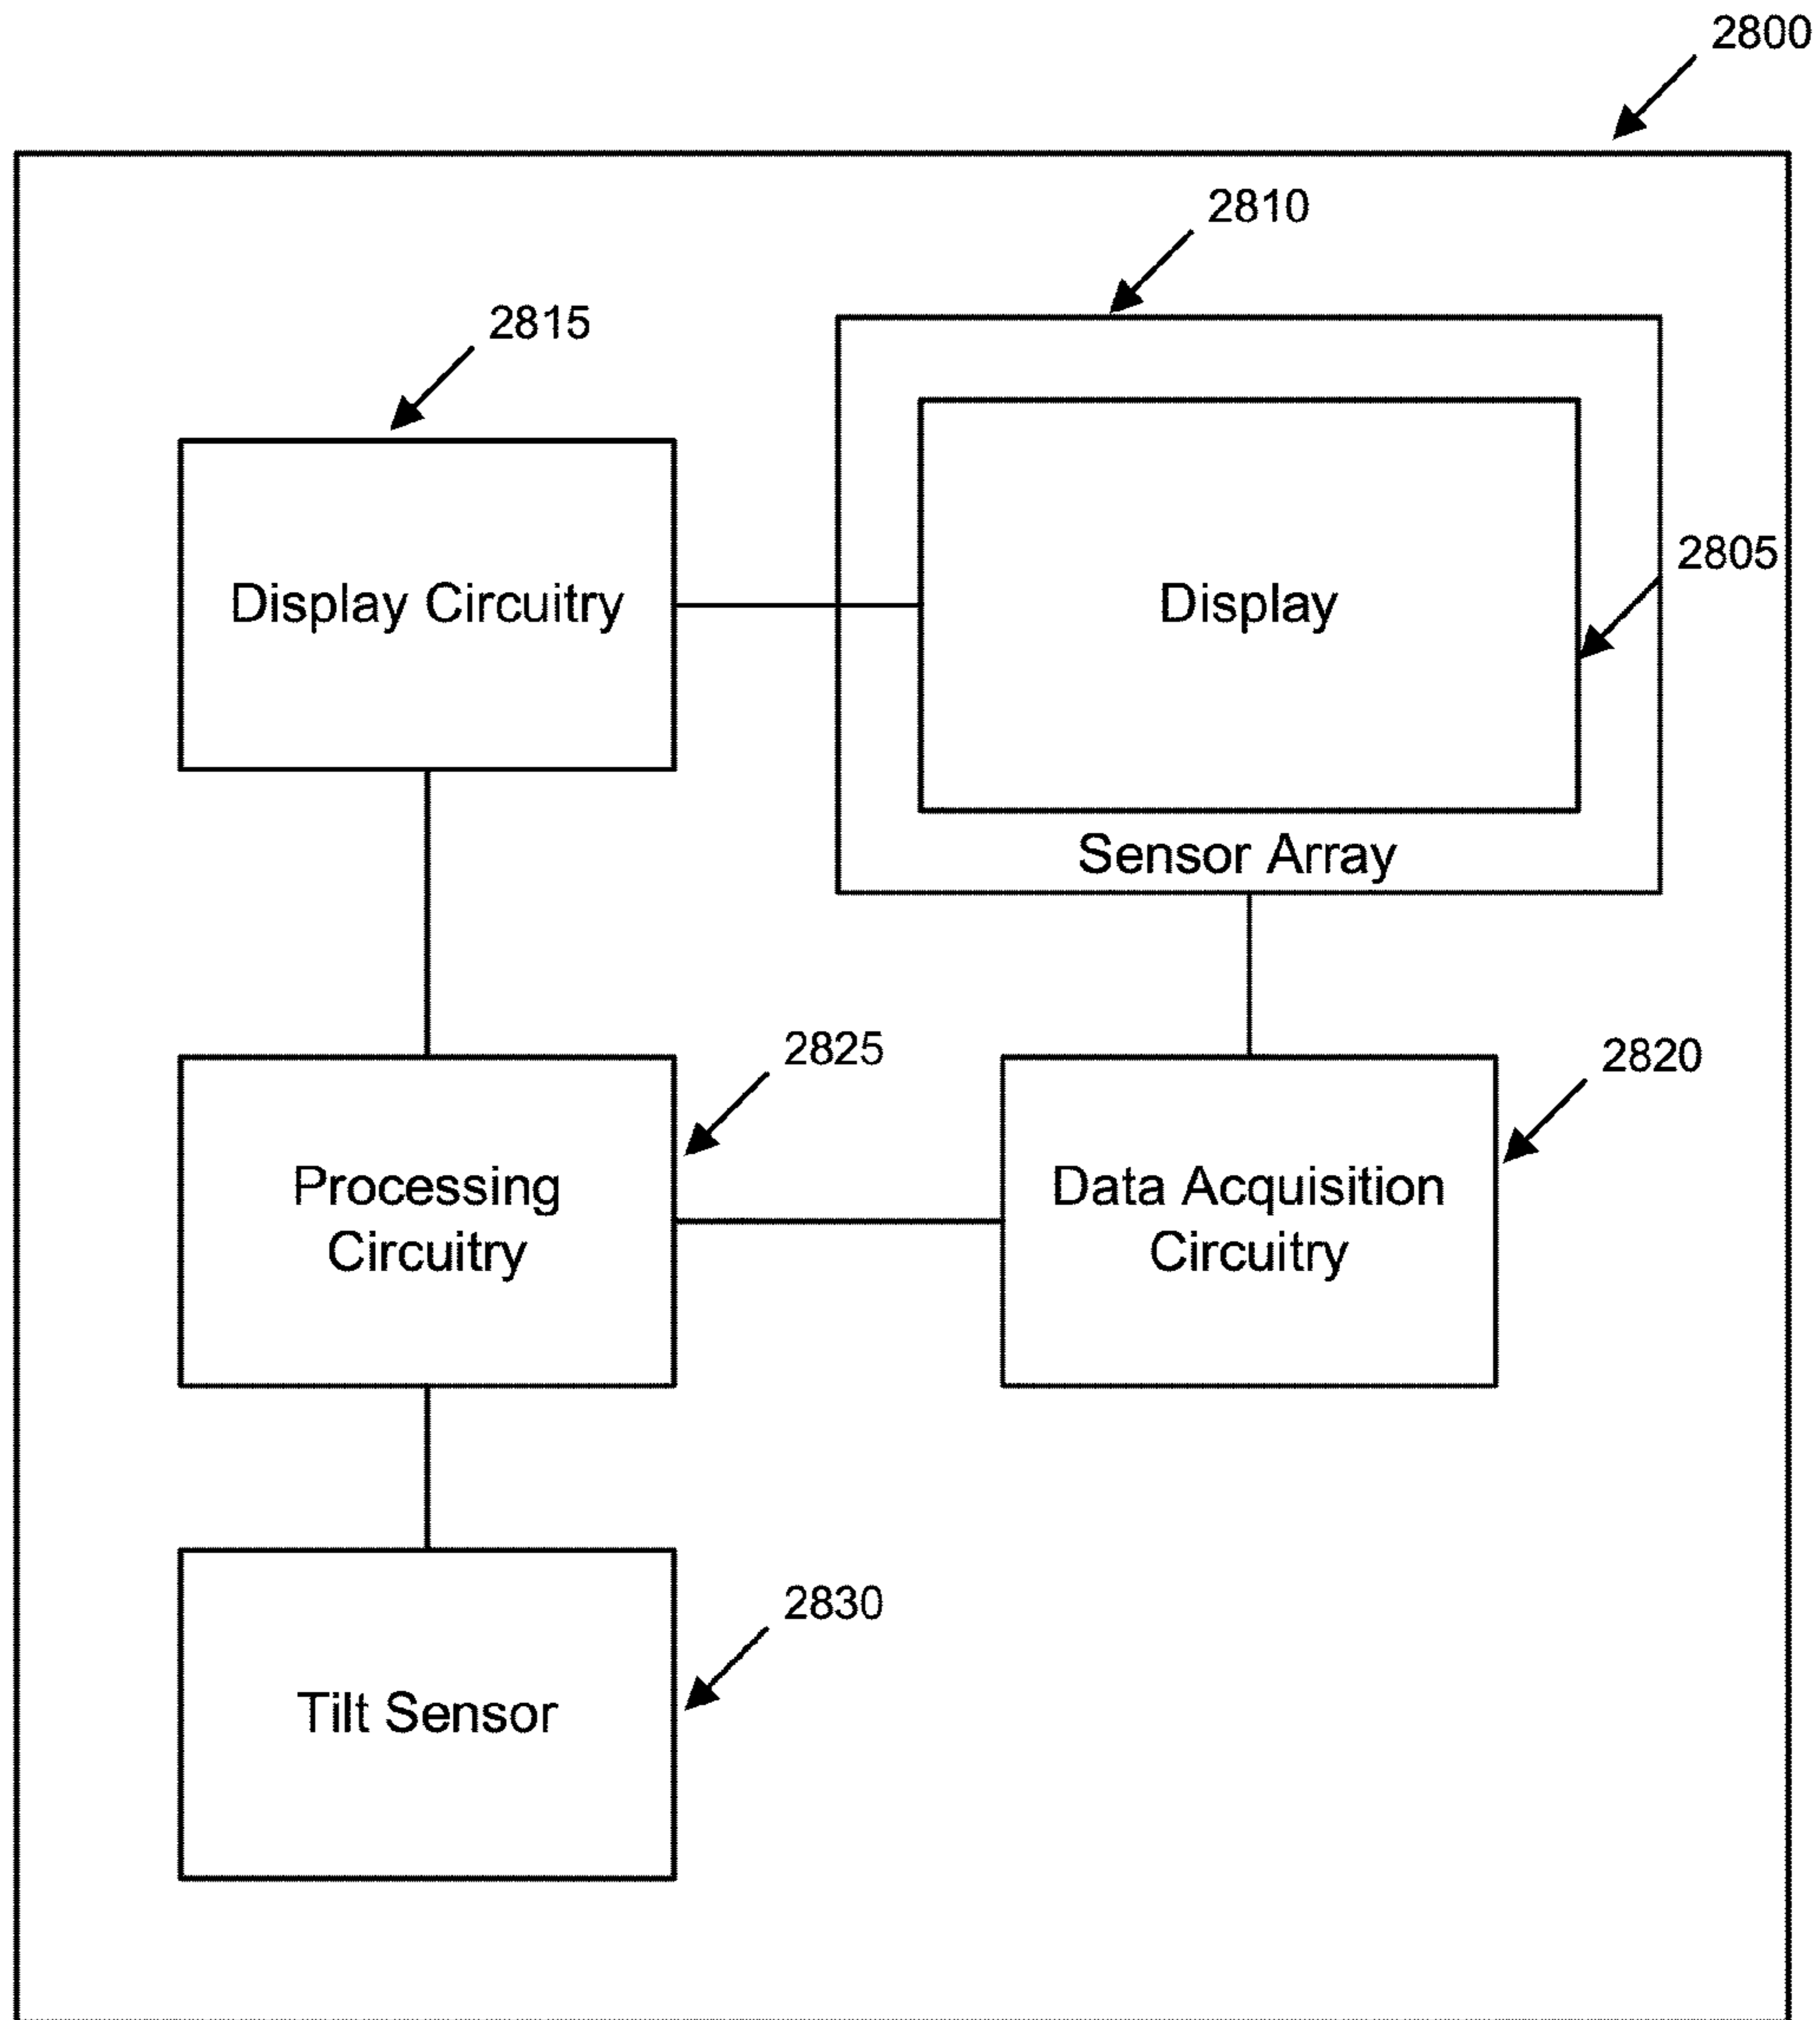 2800
2810
2815
2805
Display Circuitry
Display
Sensor Array
2825
2820
Processing
Circuitry
Data Acquisition
Circuitry
2830
Tilt Sensor